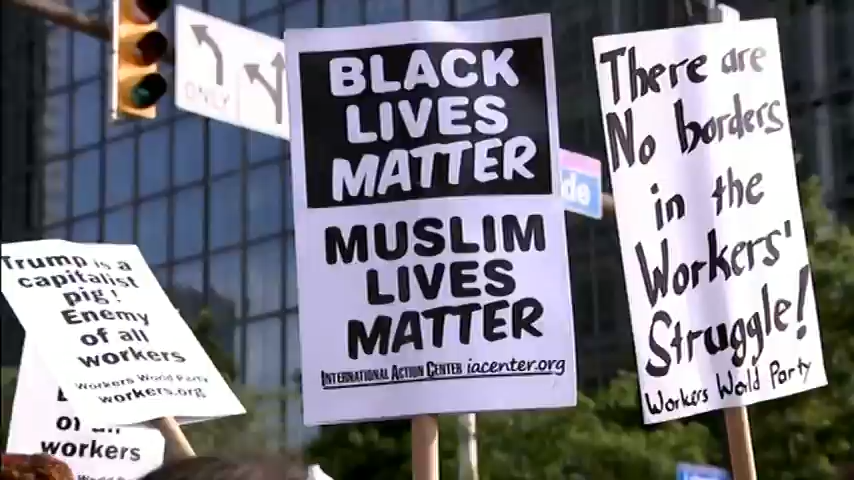 ONLY
BLACK
LIVES
MATTER
MUSLIM
LIVES
MATTER
INTERNATIONAL ACTION CENTER iacenter.org
de
There are
No borders
in the
Workers'
Struggle!
Workers World Party
Trump is a
capitalist
pig!
Enemy
of all
workers
Workers World Party
workers.org
workers